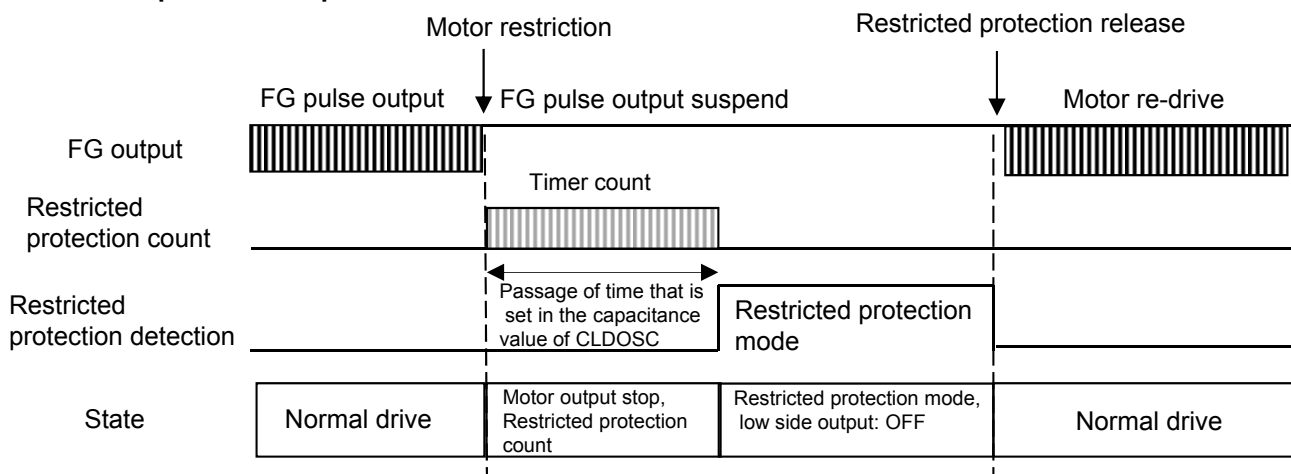 Motor restriction
Restricted protection release
FG pulse output
FG pulse output suspend
Motor re-drive
FG output
Timer count
Restricted
protection count
Passage of time that is
set in the capacitance
value of CLDOSC
Restricted
protection detection
Restricted protection
mode
State
Normal drive
Motor output stop,
Restricted protection
count
Restricted protection mode,
low side output: OFF
Normal drive